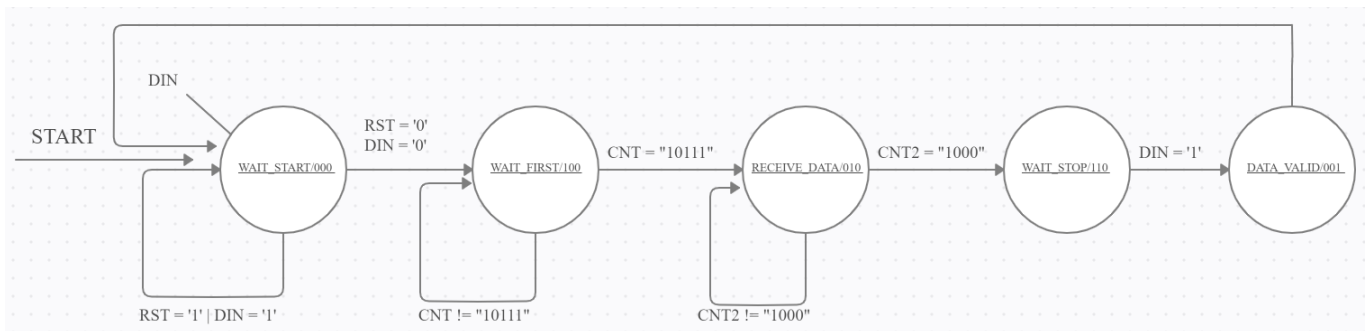 DIN
START
RST = '0'
DIN = '0'
CNT = "10111"
CNT2 = "1000"
DIN = '1'
WAIT_START/000
WAIT_FIRST/100
RECEIVE_DATA/010
WAIT_STOP/110
DATA_VALID/001
RST = '1' | DIN = '1'
CNT != "10111"
CNT2 != "1000"